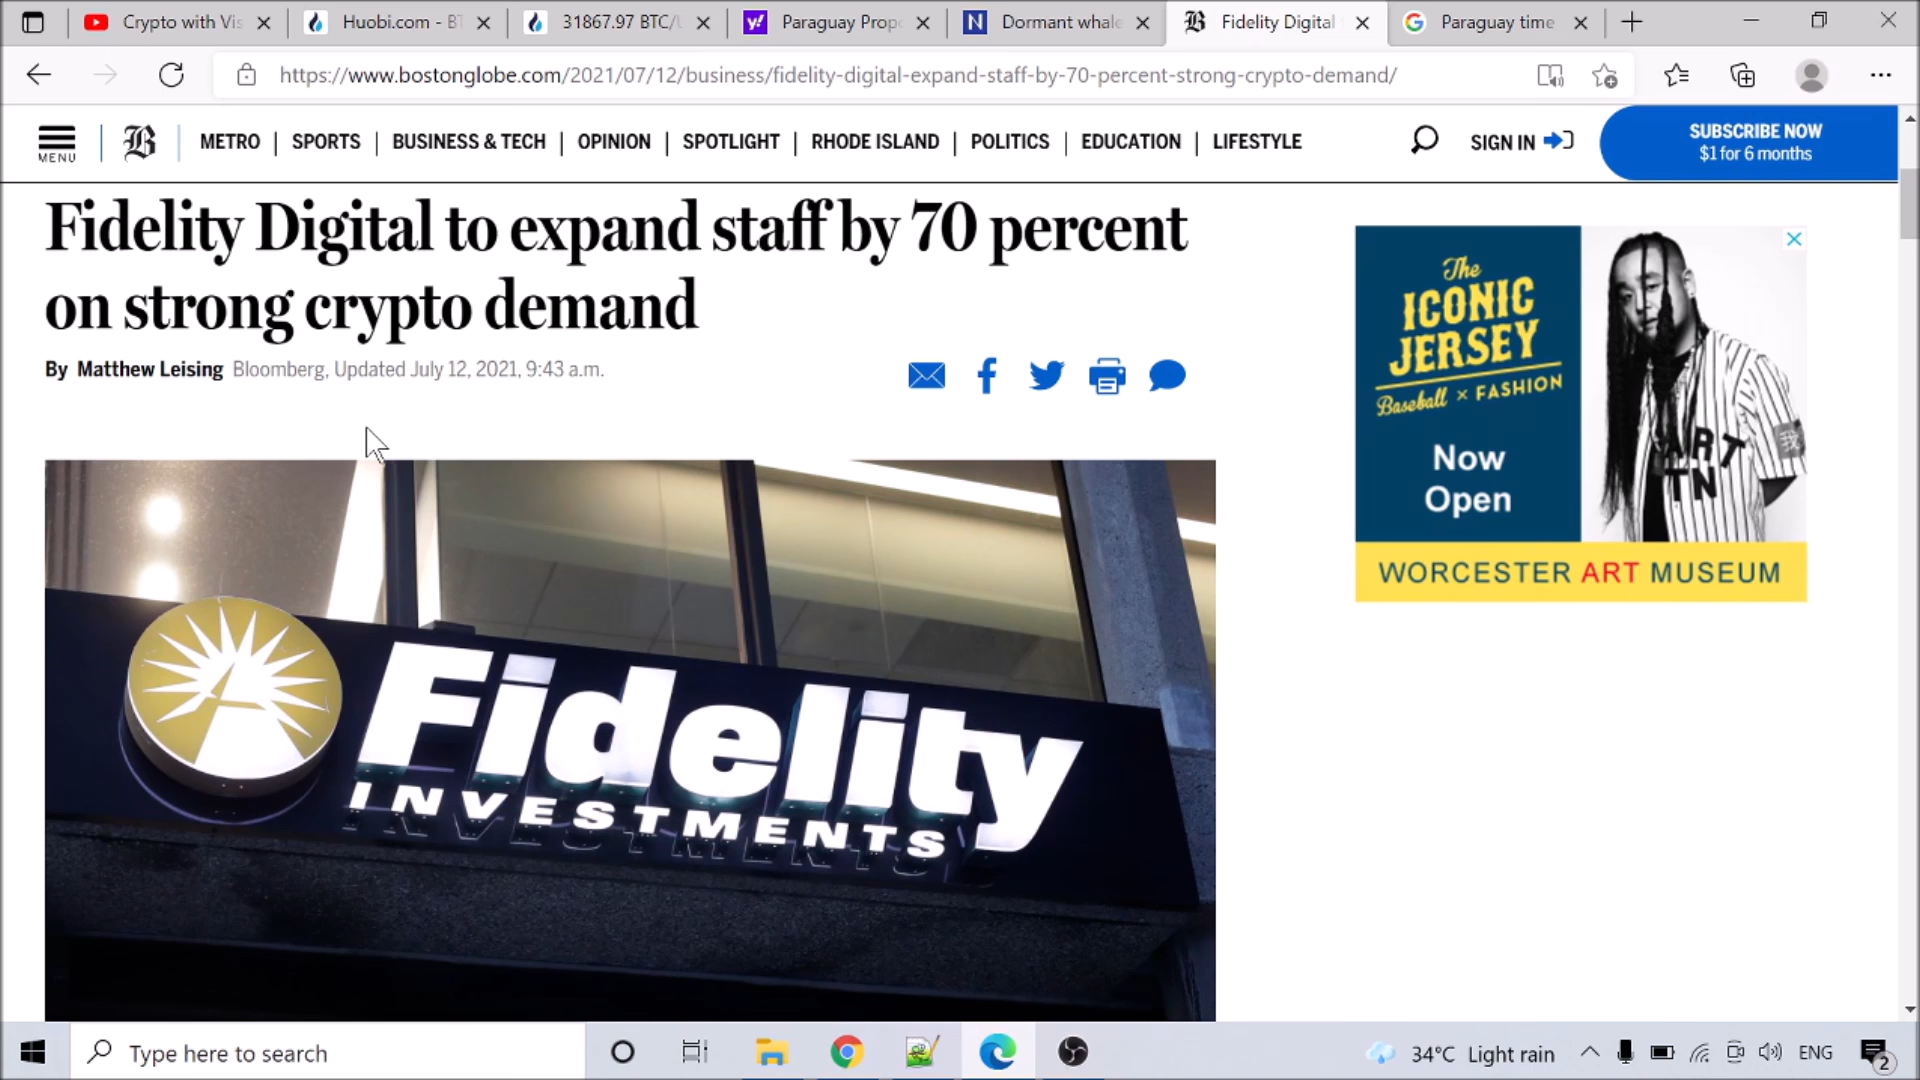 Crypto with Vis
Huobi.com - BT
31867.97 BTC/U
Paraguay Prop
Dormant whale
Fidelity Digital
Paraguay time
https://www.bostonglobe.com/2021/07/12/business/fidelity-digital-expand-staff-by-70-percent-strong-crypto-demand/
MENU
B
METRO | SPORTS | BUSINESS & TECH | OPINION | SPOTLIGHT | RHODE ISLAND | POLITICS | EDUCATION | LIFESTYLE
SIGN IN
SUBSCRIBE NOW
$1 for 6 months
Fidelity Digital to expand staff by 70 percent
on strong crypto demand
By Matthew Leising Bloomberg, Updated July 12, 2021, 9:43 a.m.
Fidelity
INVESTMENTS
The
ICONIC
JERSEY
Baseball × FASHION
Now
Open
ART
TN
WORCESTER ART MUSEUM
Type here to search
34°C Light rain
ENG
2